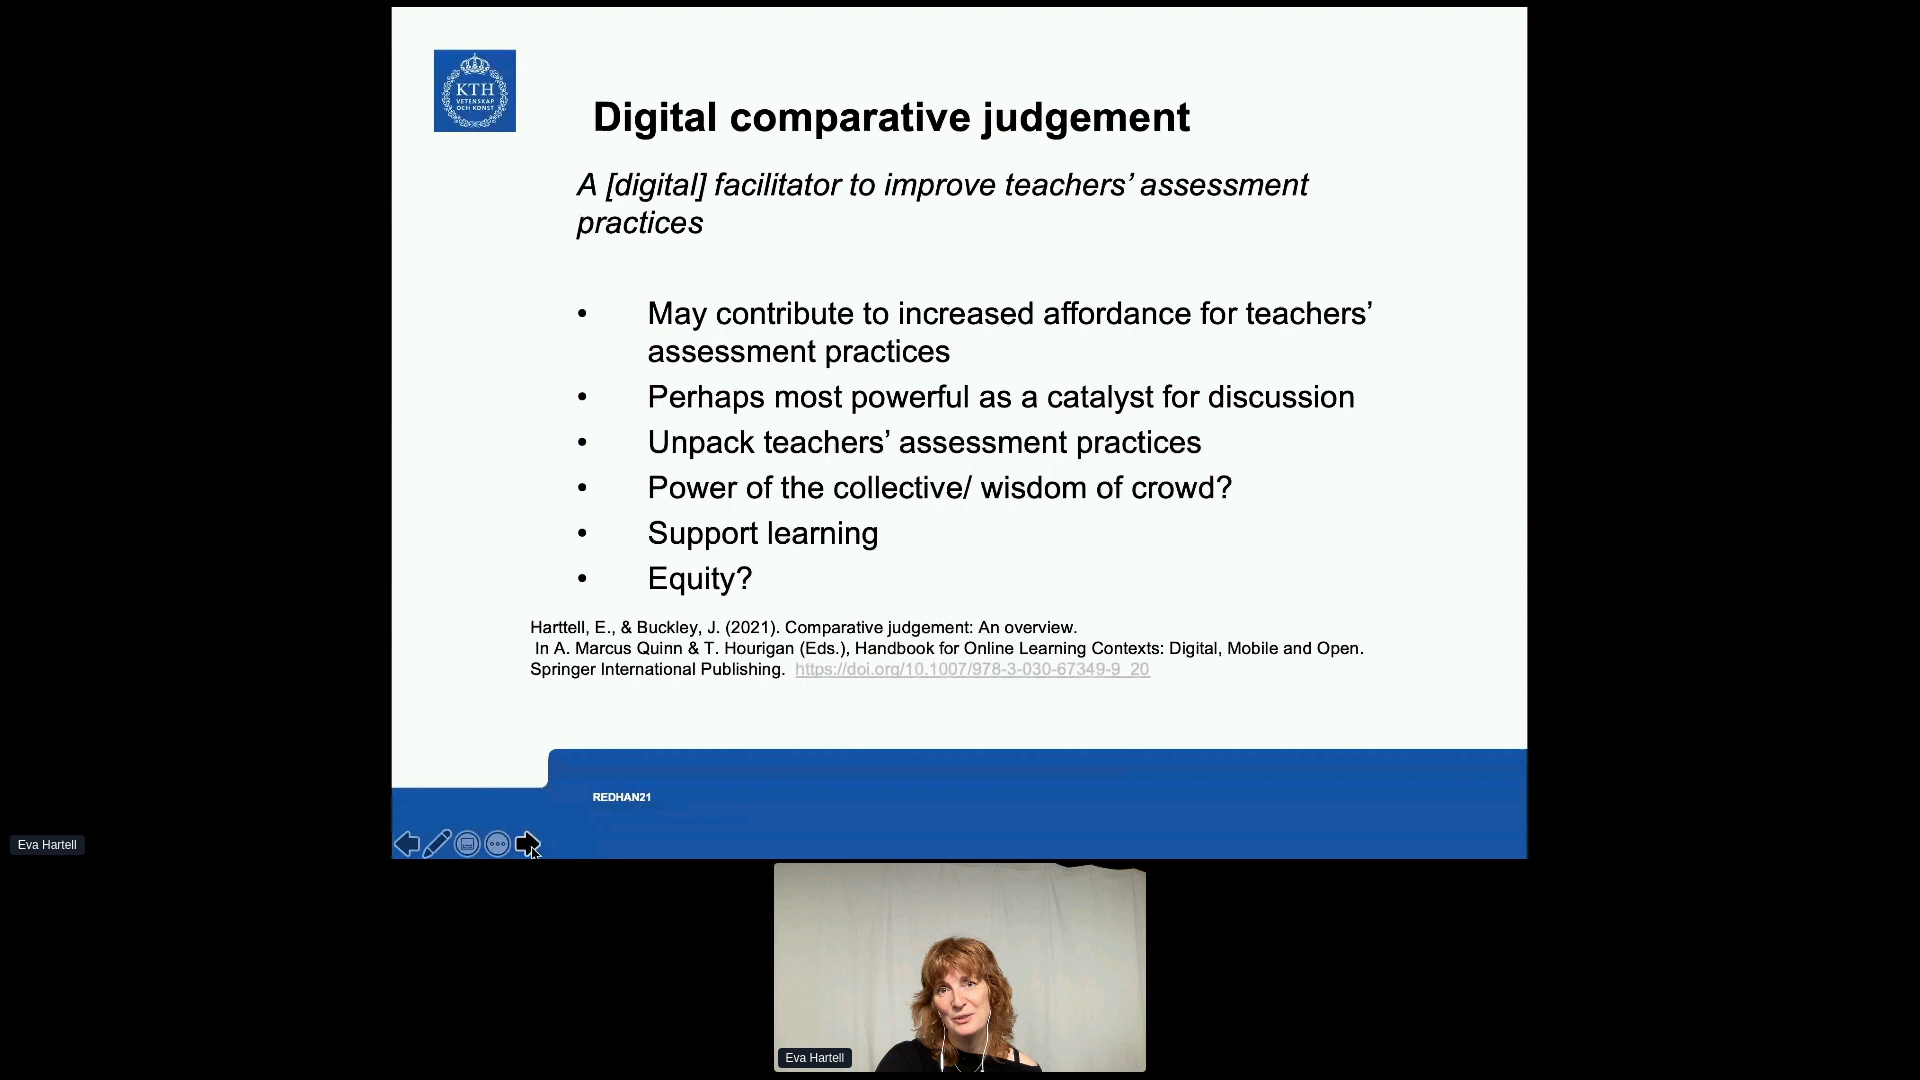 KTH
VETENSKAP
OCH KONST
Digital comparative judgement
A [digital] facilitator to improve teachers’ assessment
practices
• May contribute to increased affordance for teachers’
assessment practices
• Perhaps most powerful as a catalyst for discussion
• Unpack teachers’ assessment practices
• Power of the collective/ wisdom of crowd?
• Support learning
• Equity?
Harttell, E., & Buckley, J. (2021). Comparative judgement: An overview.
In A. Marcus Quinn & T. Hourigan (Eds.), Handbook for Online Learning Contexts: Digital, Mobile and Open.
Springer International Publishing. https://doi.org/10.1007/978-3-030-67349-9_20
REDHAN21
Eva Hartell
Eva Hartell